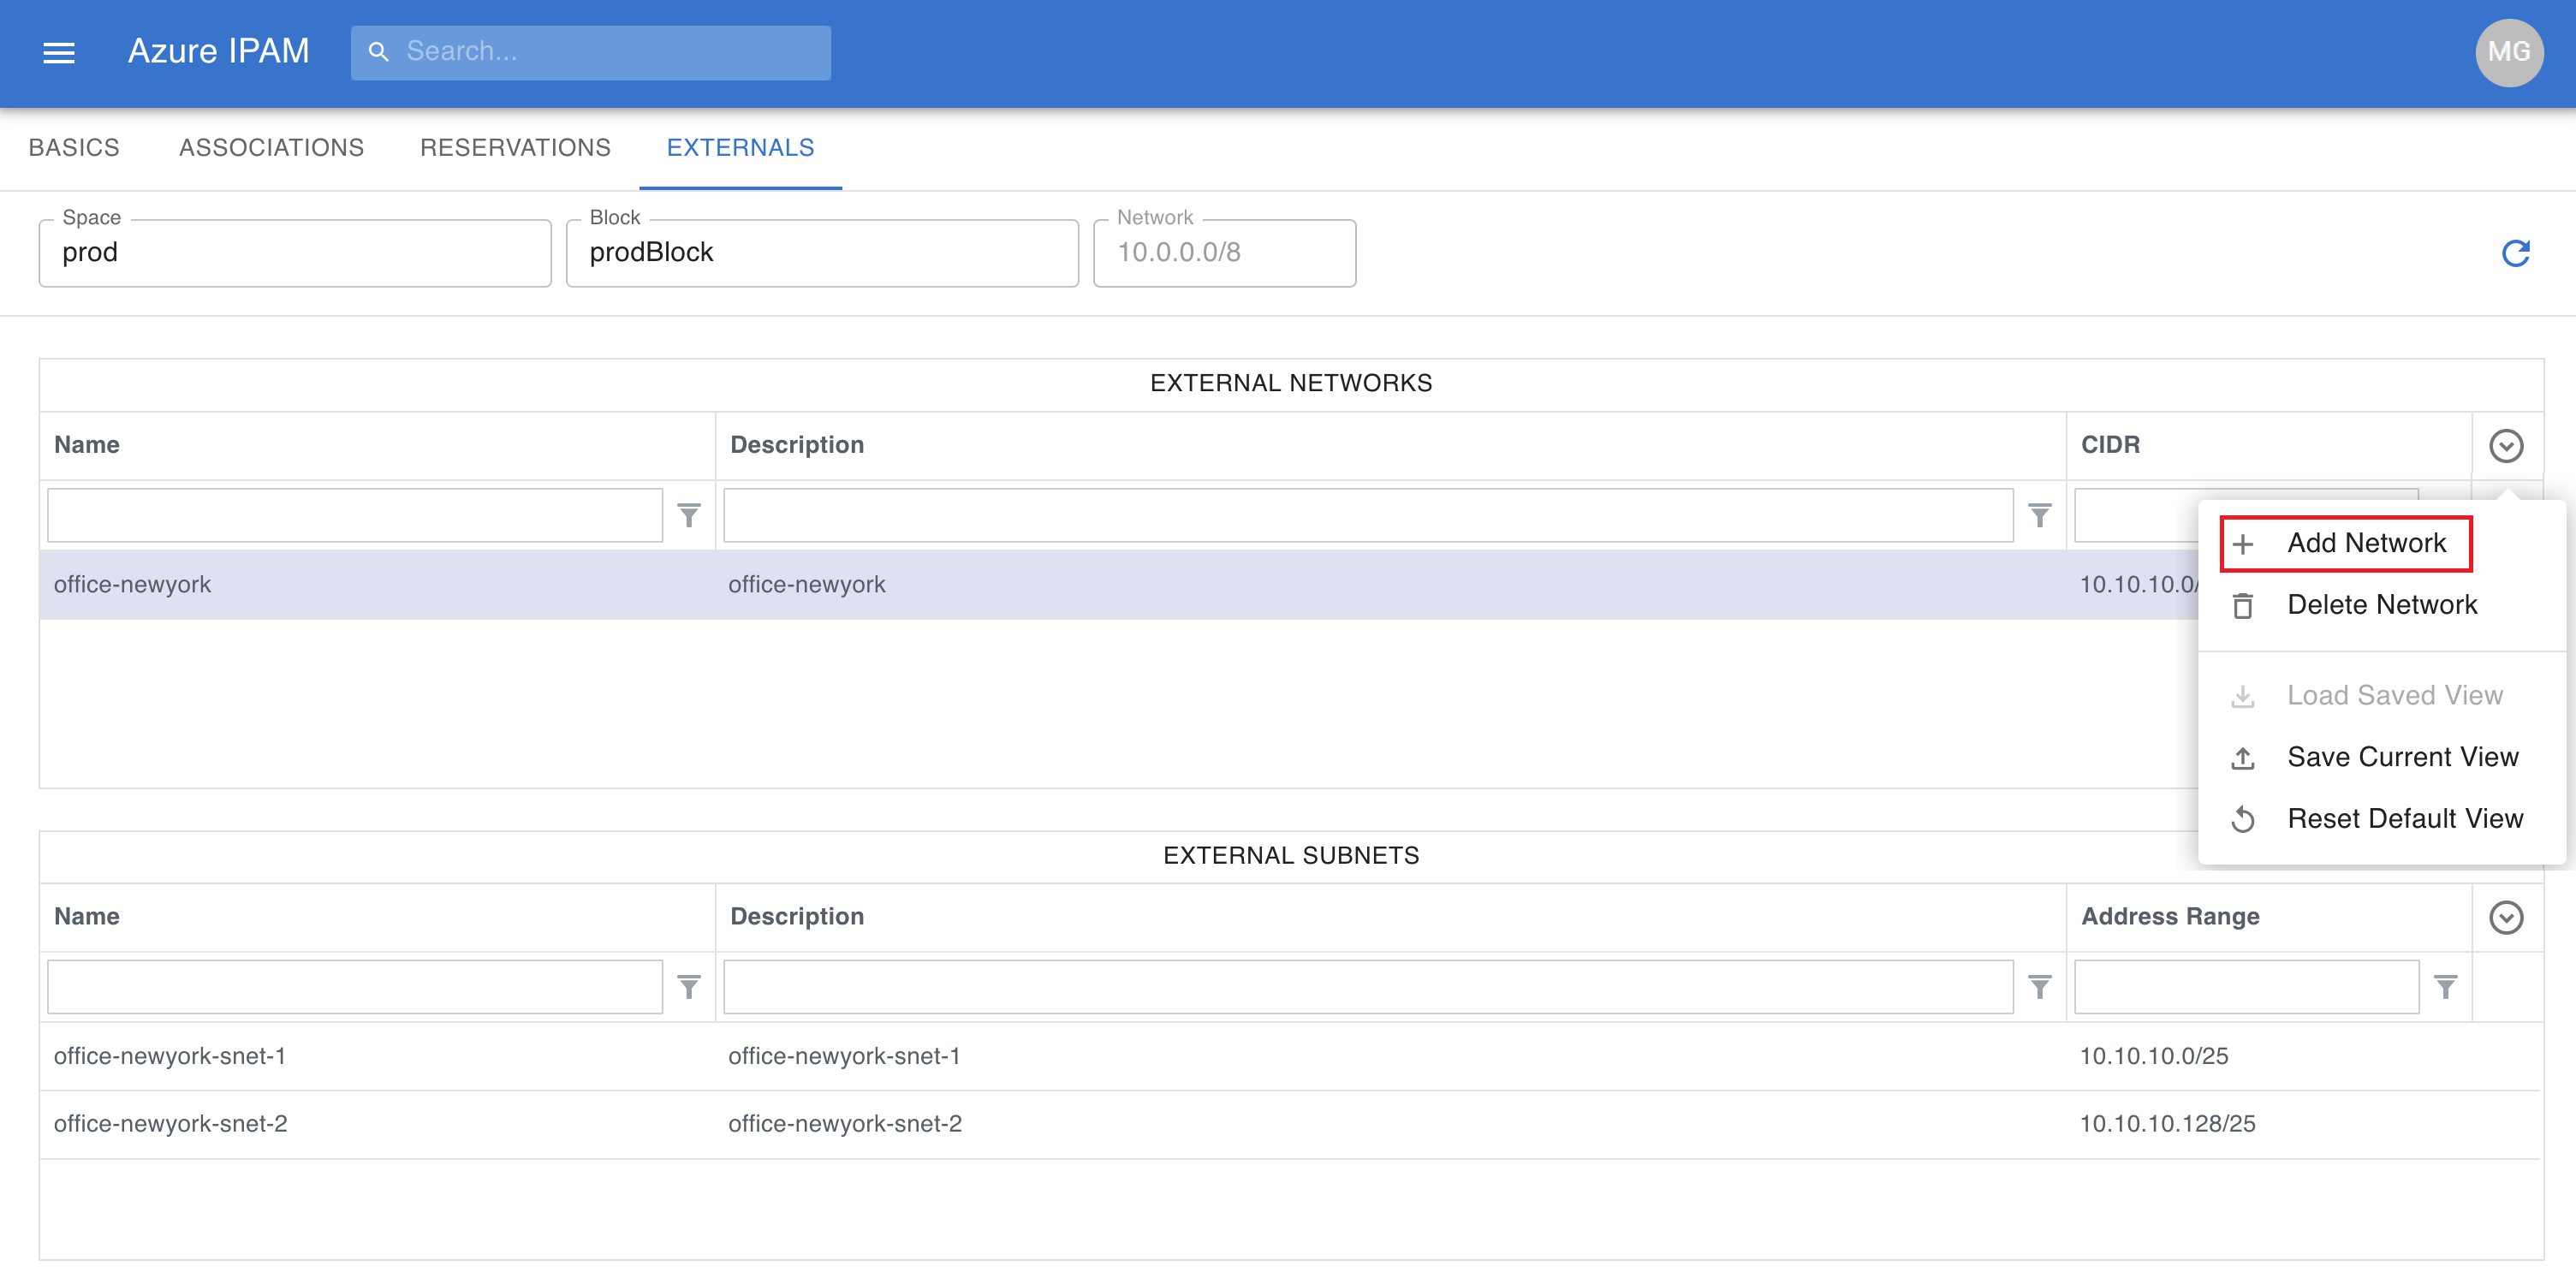 Azure IPAM
Search...
MG
BASICS ASSOCIATIONS RESERVATIONS EXTERNALS
Space Block Network
prod prodBlock 10.0.0.0/8
EXTERNAL NETWORKS
Name Description CIDR
office-newyork office-newyork 10.10.10.0/
Add Network
Delete Network
Load Saved View
Save Current View
Reset Default View
EXTERNAL SUBNETS
Name Description Address Range
office-newyork-snet-1 office-newyork-snet-1 10.10.10.0/25
office-newyork-snet-2 office-newyork-snet-2 10.10.10.128/25